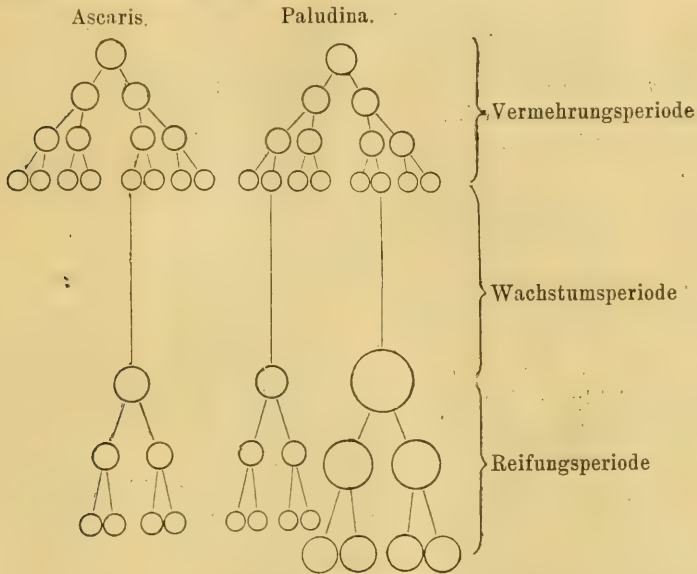 Ascaris. Paludina.
Vermehrungsperiode
Wachstumsperiode
Reifungsperiode